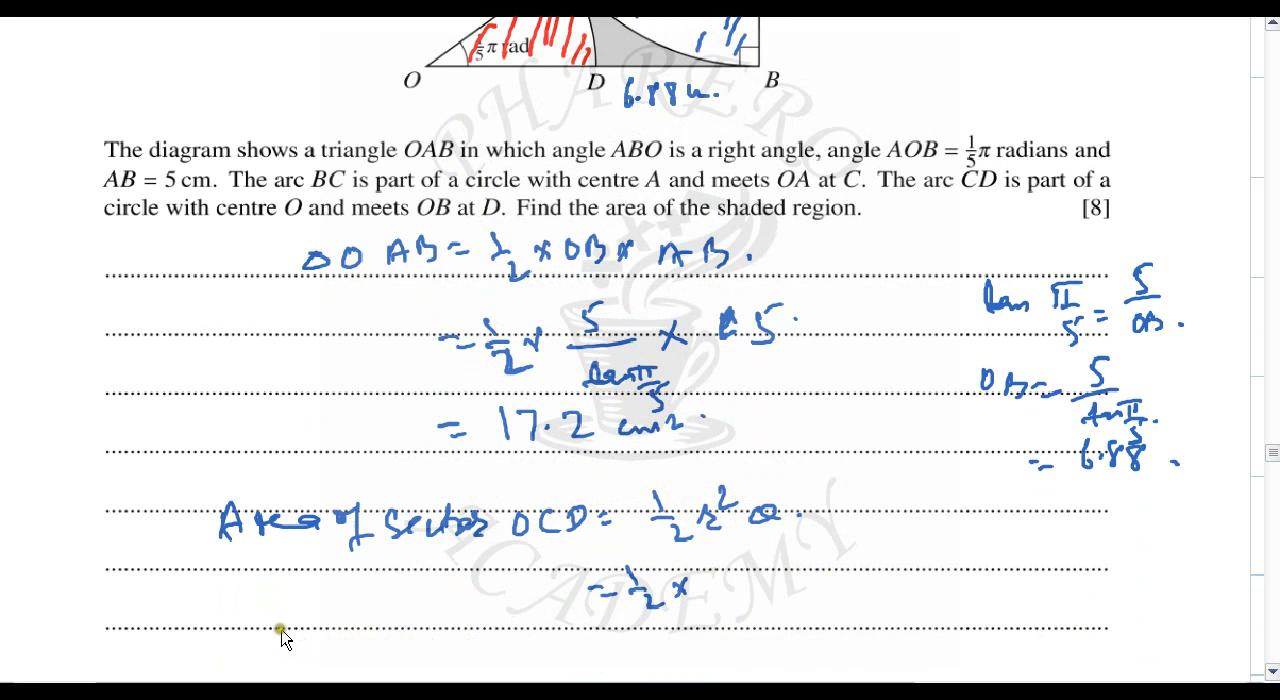 1/5 π rad
O D B
6.88 cm.
The diagram shows a triangle OAB in which angle ABO is a right angle, angle AOB = 1/5 π radians and
AB = 5 cm. The arc BC is part of a circle with centre A and meets OA at C. The arc CD is part of a
circle with centre O and meets OB at D. Find the area of the shaded region. [8]
Δ OAB = 1/2 × OB × AB.
= 1/2 × 5/(tan π/5) × 5.
= 17.2 cm².
tan π/5 = 5/OB.
OB = 5/(tan π/5).
= 6.88.
Area of sector OCD = 1/2 r² θ.
= 1/2 ×
PHARERO
ACADEMY